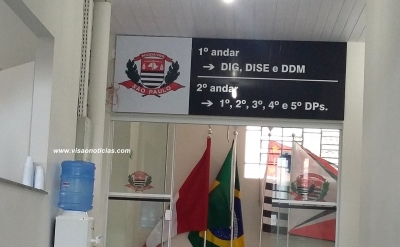 1º andar
→ DIG, DISE e DDM
2º andar
→ 1º, 2º, 3º, 4º e 5º DPs.
SÃO PAULO
www.visaonoticias.com